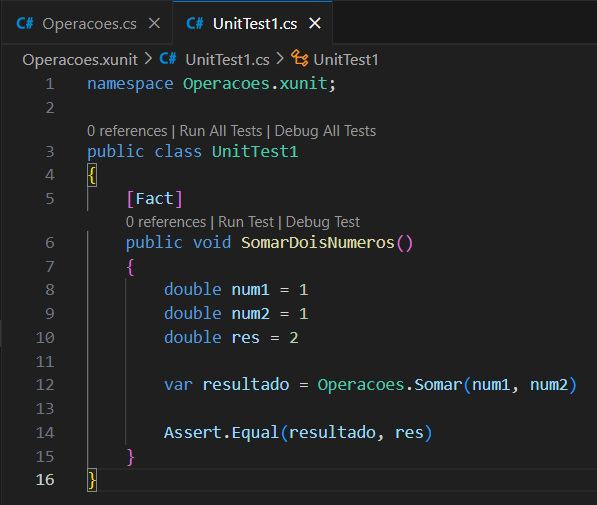 C# Operacoes.cs × C# UnitTest1.cs ×
Operacoes.xunit > C# UnitTest1.cs > UnitTest1
1 namespace Operacoes.xunit;
2
0 references | Run All Tests | Debug All Tests
3 public class UnitTest1
4 {
5 [Fact]
0 references | Run Test | Debug Test
6 public void SomarDoisNumeros()
7 {
8 double num1 = 1
9 double num2 = 1
10 double res = 2
11
12 var resultado = Operacoes.Somar(num1, num2)
13
14 Assert.Equal(resultado, res)
15 }
16 }